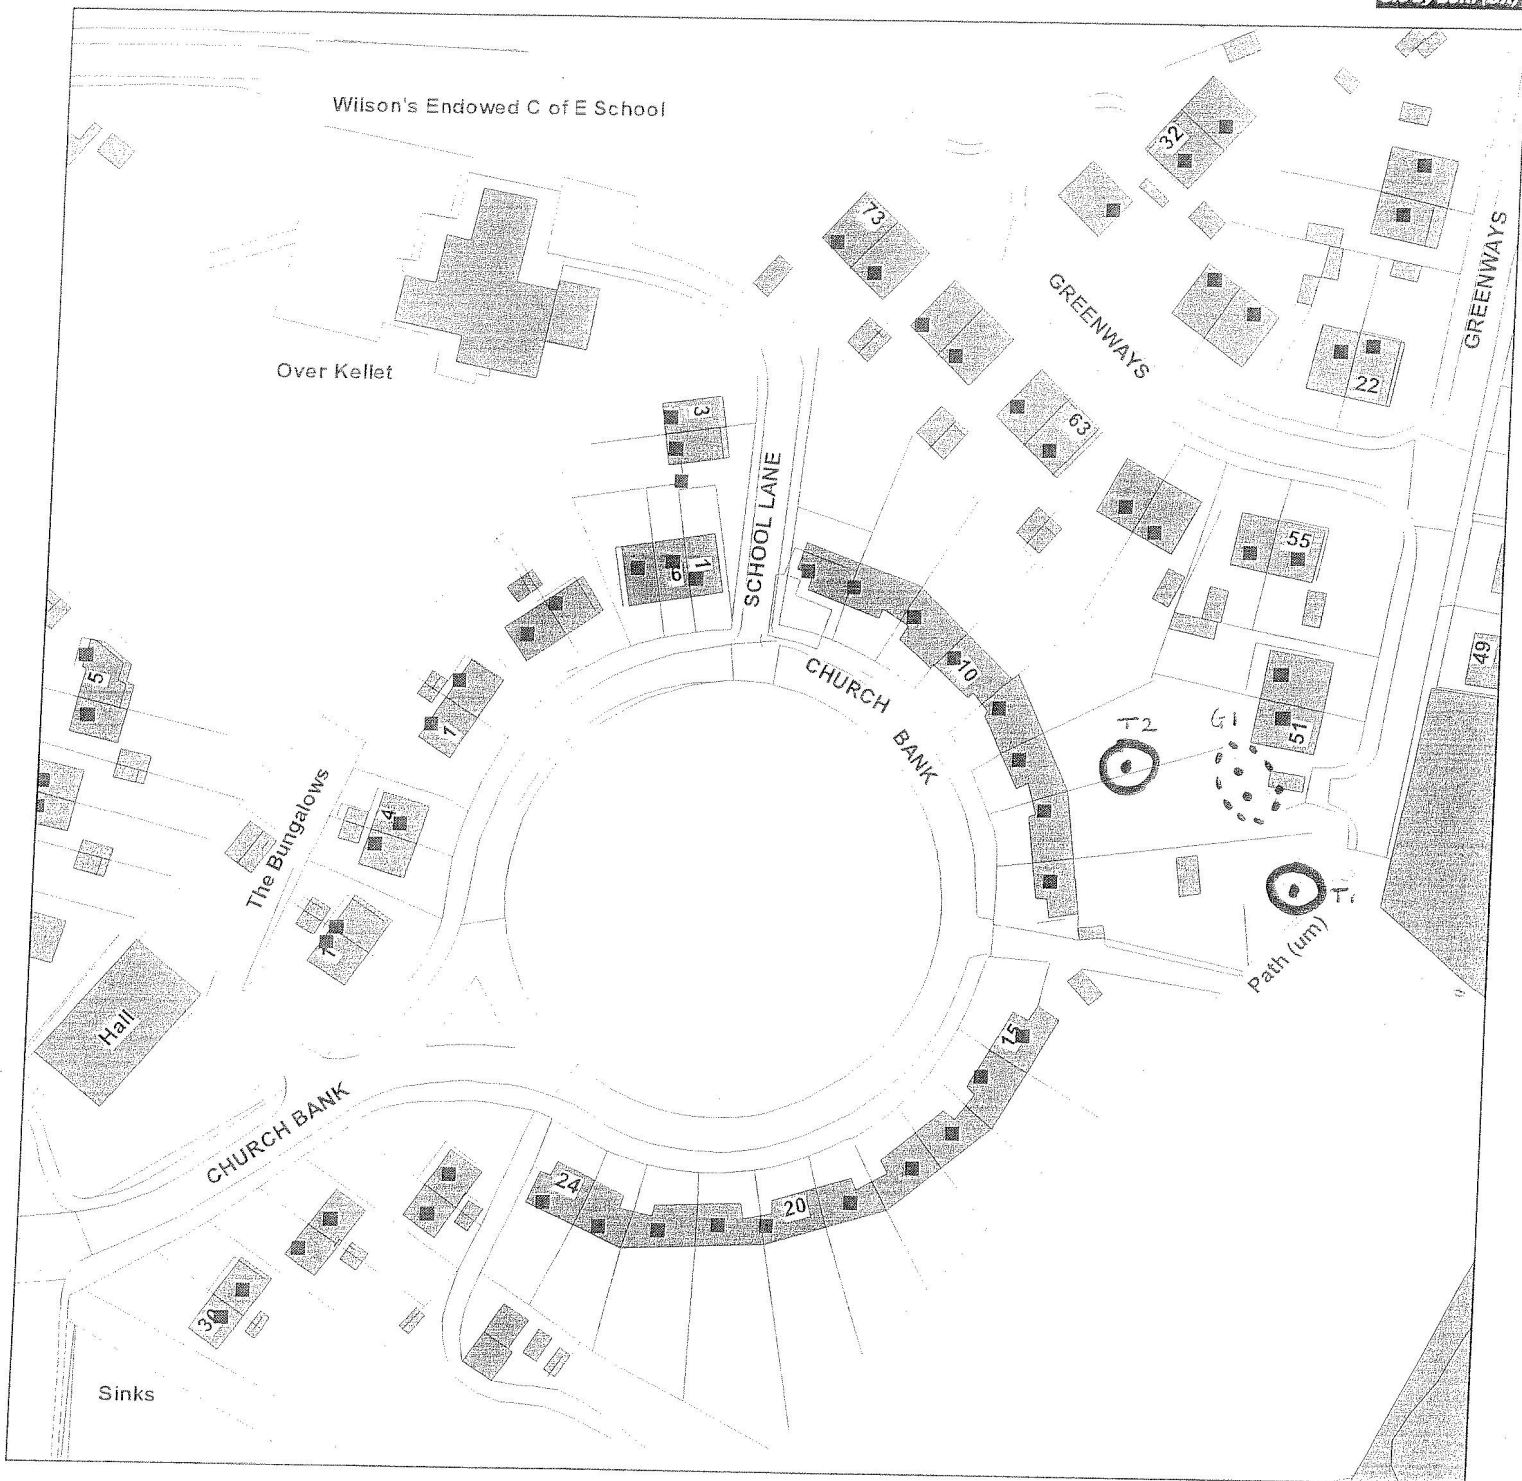 Wilson's Endowed C of E School
32
73
GREENWAYS
GREENWAYS
22
Over Kellet
3
63
SCHOOL LANE
55
6
1
10
CHURCH
BANK
49
5
1
T2
G1
51
4
The Bungalows
1
T1
Path (um)
Hall
15
CHURCH BANK
24
20
30
Sinks